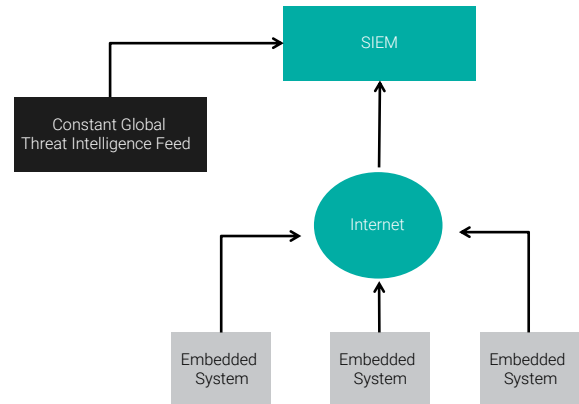 SIEM
Constant Global
Threat Intelligence Feed
Internet
Embedded
System
Embedded
System
Embedded
System